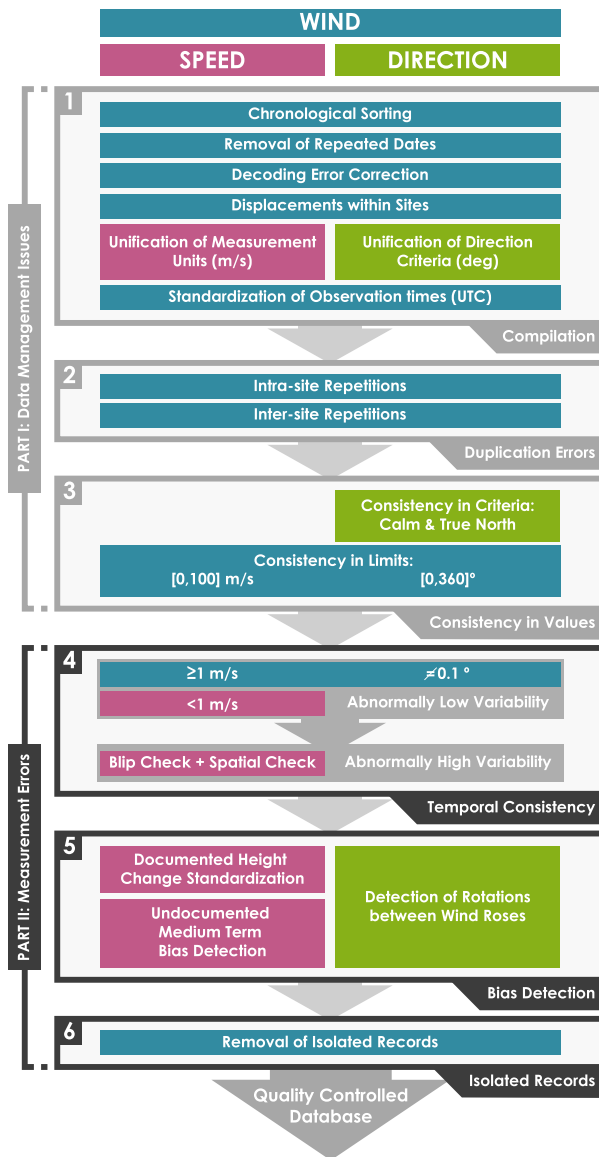 WIND
SPEED
DIRECTION
PART I: Data Management Issues
1
Chronological Sorting
Removal of Repeated Dates
Decoding Error Correction
Displacements within Sites
Unification of Measurement
Units (m/s)
Unification of Direction
Criteria (deg)
Standardization of Observation times (UTC)
Compilation
2
Intra-site Repetitions
Inter-site Repetitions
Duplication Errors
3
Consistency in Criteria:
Calm & True North
Consistency in Limits:
[0,100] m/s [0,360]º
Consistency in Values
PART II: Measurement Errors
4
≥1 m/s ≠0.1 º
<1 m/s
Abnormally Low Variability
Blip Check + Spatial Check
Abnormally High Variability
Temporal Consistency
5
Documented Height
Change Standardization
Undocumented
Medium Term
Bias Detection
Detection of Rotations
between Wind Roses
Bias Detection
6
Removal of Isolated Records
Isolated Records
Quality Controlled
Database